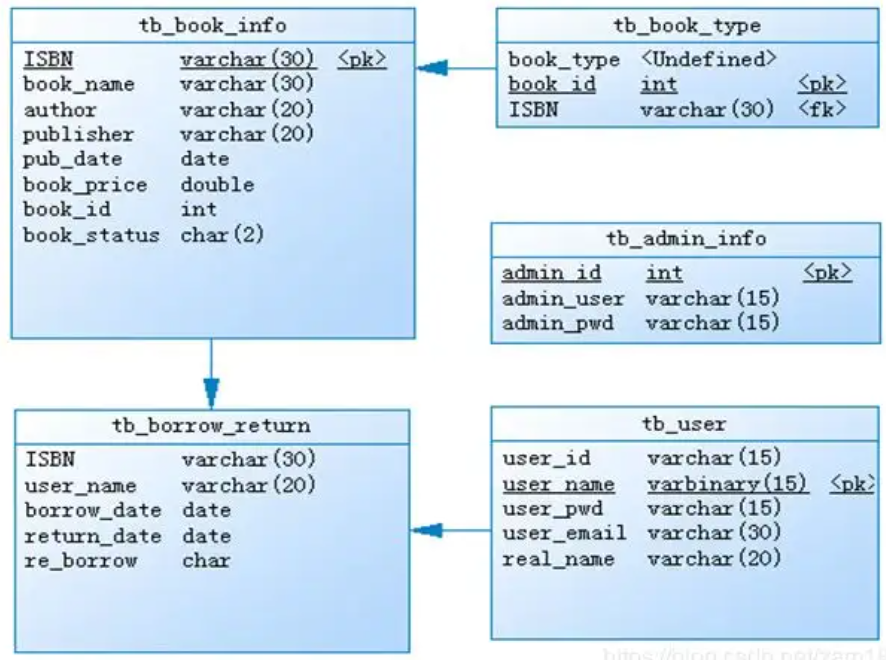 tb_book_info
ISBN varchar(30) <pk>
book_name varchar(30)
author varchar(20)
publisher varchar(20)
pub_date date
book_price double
book_id int
book_status char(2)
tb_book_type
book_type <Undefined>
book_id int <pk>
ISBN varchar(30) <fk>
tb_admin_info
admin_id int <pk>
admin_user varchar(15)
admin_pwd varchar(15)
tb_borrow_return
ISBN varchar(30)
user_name varchar(20)
borrow_date date
return_date date
re_borrow char
tb_user
user_id varchar(15)
user_name varbinary(15) <pk>
user_pwd varchar(15)
user_email varchar(30)
real_name varchar(20)